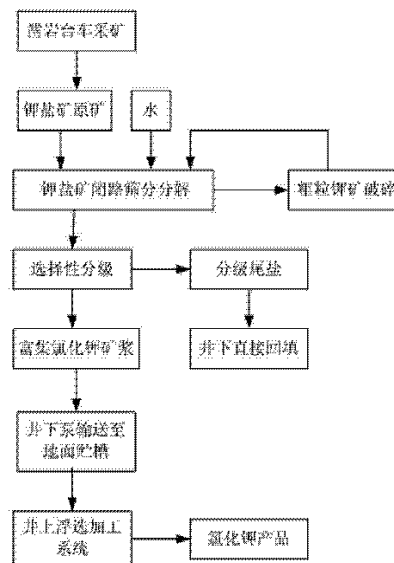 凿岩台车采矿
钾盐矿原矿
水
钾盐矿闭路筛分分解
粗粒钾矿破碎
选择性分级
分级尾盐
富集氯化钾矿浆
井下直接回填
井下泵输送至
地面贮槽
井上浮选加工
系统
氯化钾产品